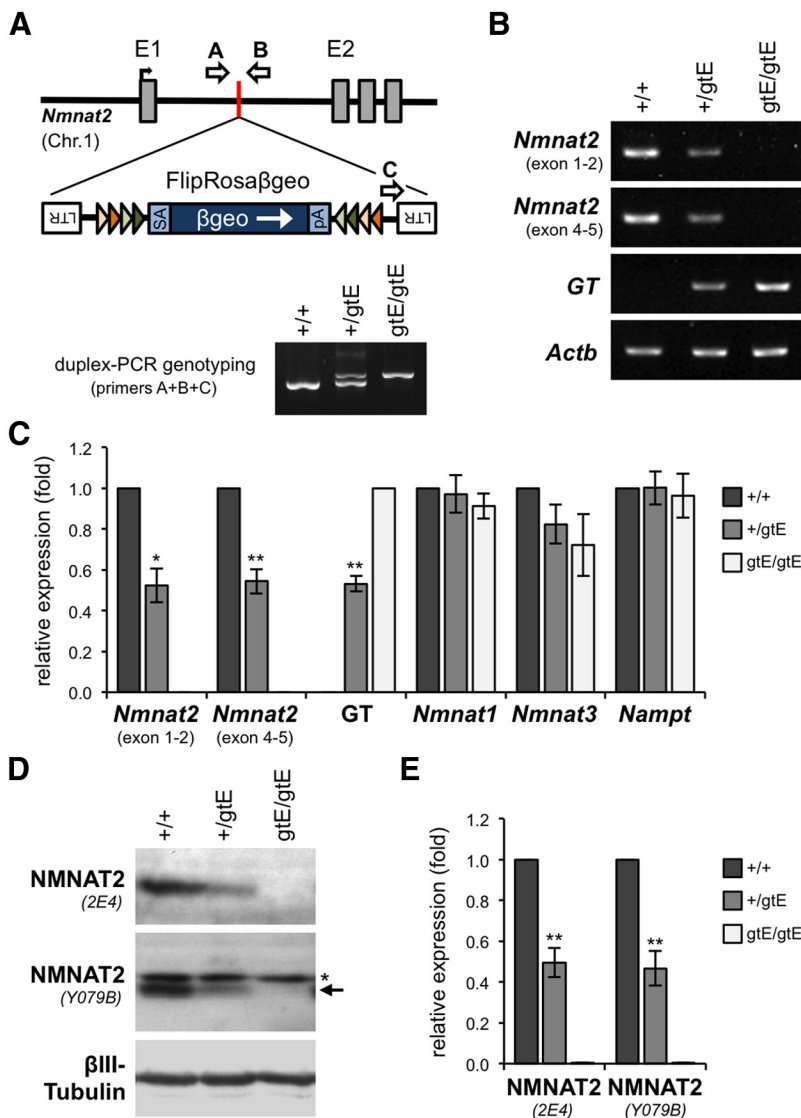 A
E1
A
B
E2
Nmnat2
(Chr.1)
FlipRosaβgeo
C
LTR
SA
βgeo
pA
LTR
+/+
+/gtE
gtE/gtE
duplex-PCR genotyping
(primers A+B+C)
B
+/+
+/gtE
gtE/gtE
Nmnat2
(exon 1-2)
Nmnat2
(exon 4-5)
GT
Actb
C
relative expression (fold)
1.2
1.0
0.8
0.6
0.4
0.2
0.0
*
**
**
Nmnat2
(exon 1-2)
Nmnat2
(exon 4-5)
GT
Nmnat1
Nmnat3
Nampt
+/+
+/gtE
gtE/gtE
D
+/+
+/gtE
gtE/gtE
NMNAT2
(2E4)
NMNAT2
(Y079B)
*
βIII-
Tubulin
E
relative expression (fold)
1.2
1.0
0.8
0.6
0.4
0.2
0.0
**
**
NMNAT2
(2E4)
NMNAT2
(Y079B)
+/+
+/gtE
gtE/gtE